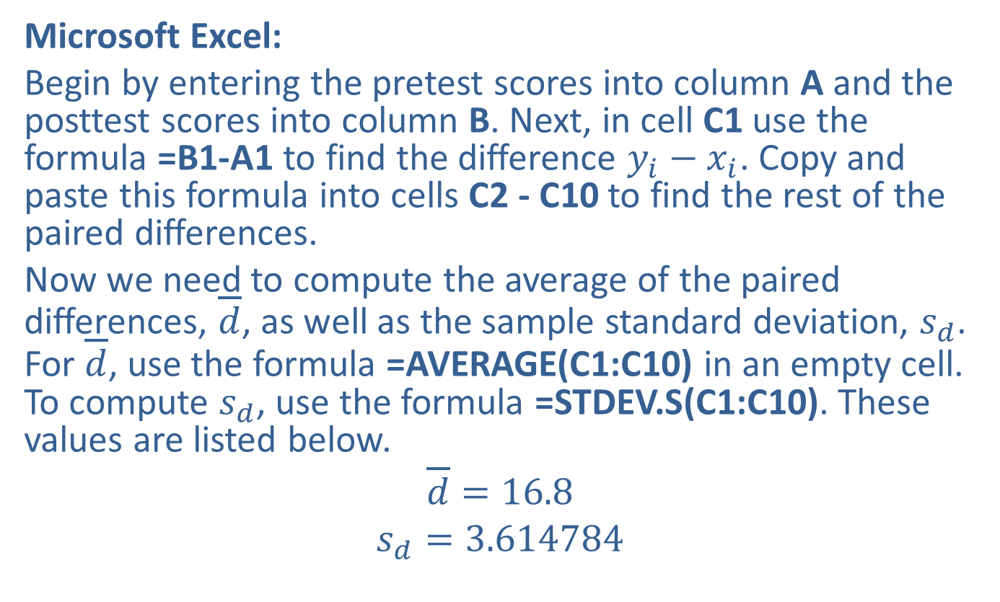 Microsoft Excel:
Begin by entering the pretest scores into column A and the
posttest scores into column B. Next, in cell C1 use the
formula =B1-A1 to find the difference yᵢ − xᵢ. Copy and
paste this formula into cells C2 - C10 to find the rest of the
paired differences.
Now we need to compute the average of the paired
differences, d̅, as well as the sample standard deviation, s_d.
For d̅, use the formula =AVERAGE(C1:C10) in an empty cell.
To compute s_d, use the formula =STDEV.S(C1:C10). These
values are listed below.
d̅ = 16.8
s_d = 3.614784